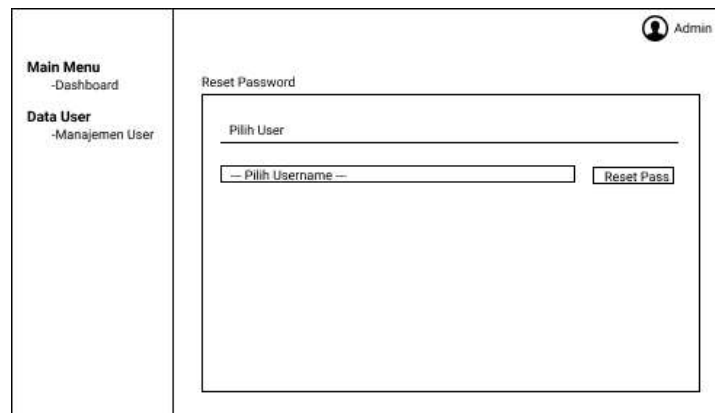 Admin
Main Menu
-Dashboard
Data User
-Manajemen User
Reset Password
Pilih User
--- Pilih Username ---
Reset Pass